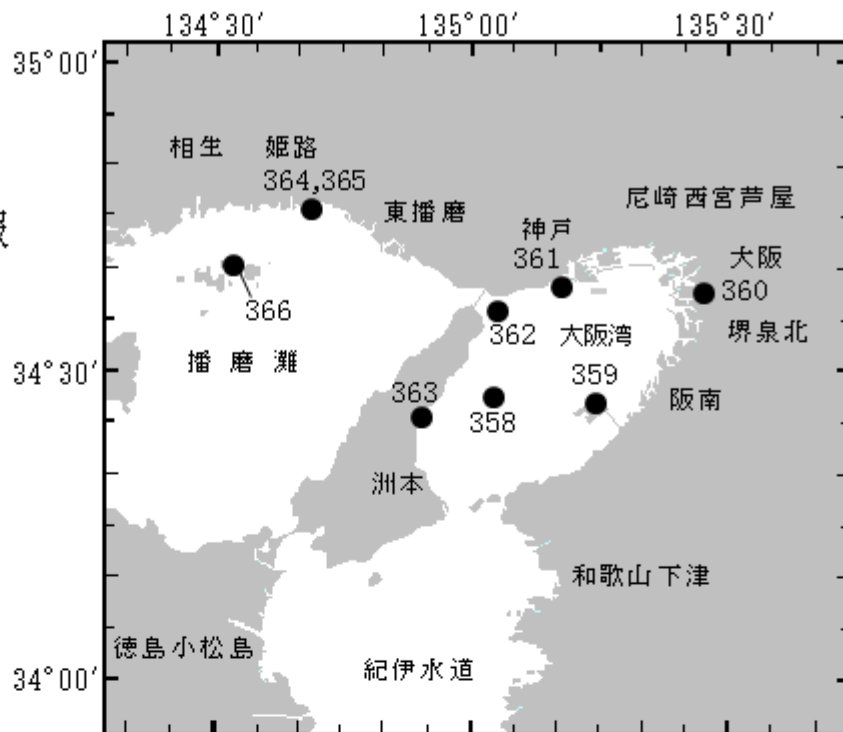 134°30′ 135°00′ 135°30′
35°00′
相生 姫路
364,365
東播磨
尼崎西宮芦屋
神戸
361
大阪
360
366
362 大阪湾
堺泉北
播磨灘
34°30′
359
363
358
阪南
洲本
和歌山下津
徳島小松島
紀伊水道
34°00′